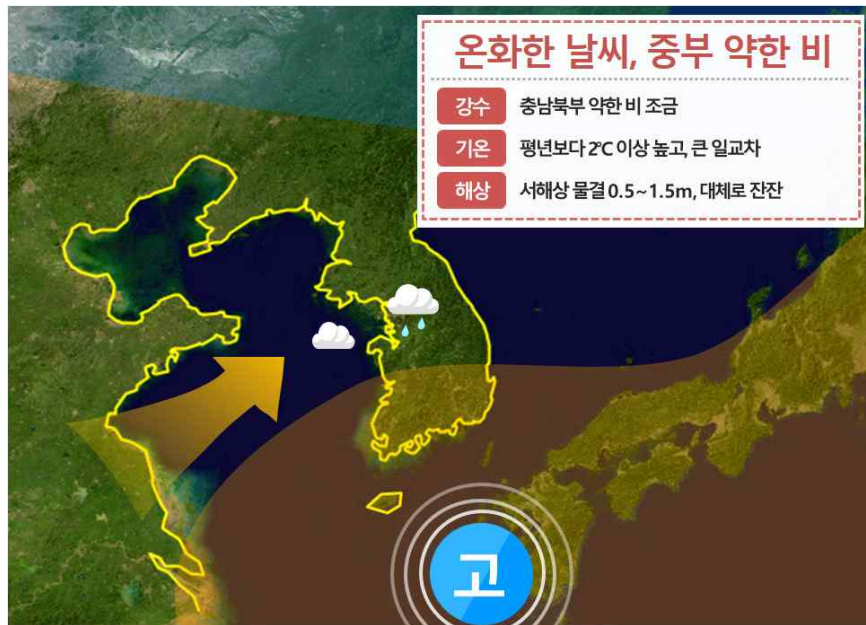 온화한 날씨, 중부 약한 비
강수 충남북부 약한 비 조금
기온 평년보다 2℃ 이상 높고, 큰 일교차
해상 서해상 물결 0.5~1.5m, 대체로 잔잔
고